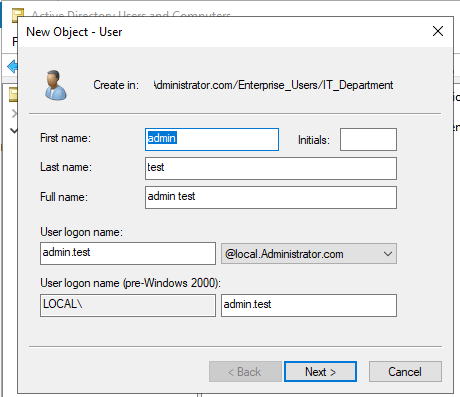 Active Directory Users and Computers
New Object - User
Create in: Administrator.com/Enterprise_Users/IT_Department
First name: admin Initials:
Last name: test
Full name: admin test
User logon name:
admin.test @local.Administrator.com
User logon name (pre-Windows 2000):
LOCAL\ admin.test
< Back Next > Cancel